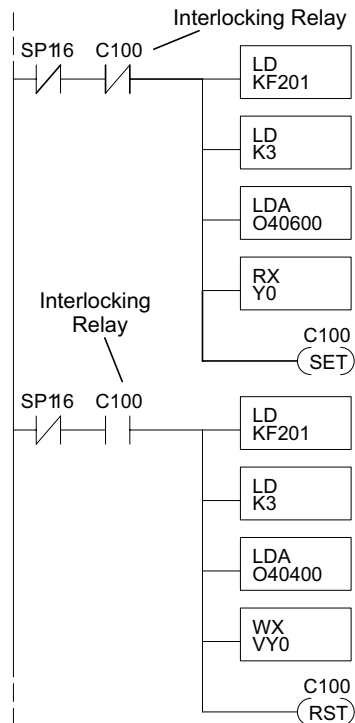 Interlocking Relay
SP116 C100
LD
KF201
LD
K3
LDA
O40600
RX
Y0
C100
SET
Interlocking
Relay
SP116 C100
LD
KF201
LD
K3
LDA
O40400
WX
VY0
C100
RST